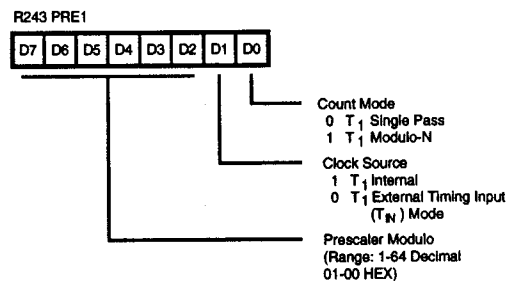 R243 PRE1
D7 D6 D5 D4 D3 D2 D1 D0
Count Mode
0 T1 Single Pass
1 T1 Modulo-N
Clock Source
1 T1 Internal
0 T1 External Timing Input
(TIN) Mode
Prescaler Modulo
(Range: 1-64 Decimal
01-00 HEX)